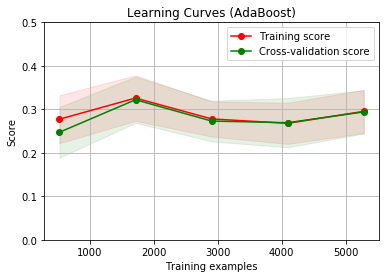 Learning Curves (AdaBoost)
Training score
Cross-validation score
Score
0.5
0.4
0.3
0.2
0.1
0.0
1000 2000 3000 4000 5000
Training examples